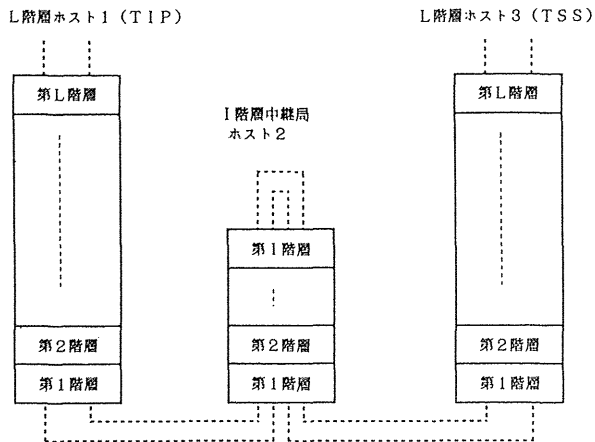 L階層ホスト1（TIP）
L階層ホスト3（TSS）
第L階層
第L階層
I階層中継局
ホスト2
第I階層
第2階層
第2階層
第2階層
第1階層
第1階層
第1階層